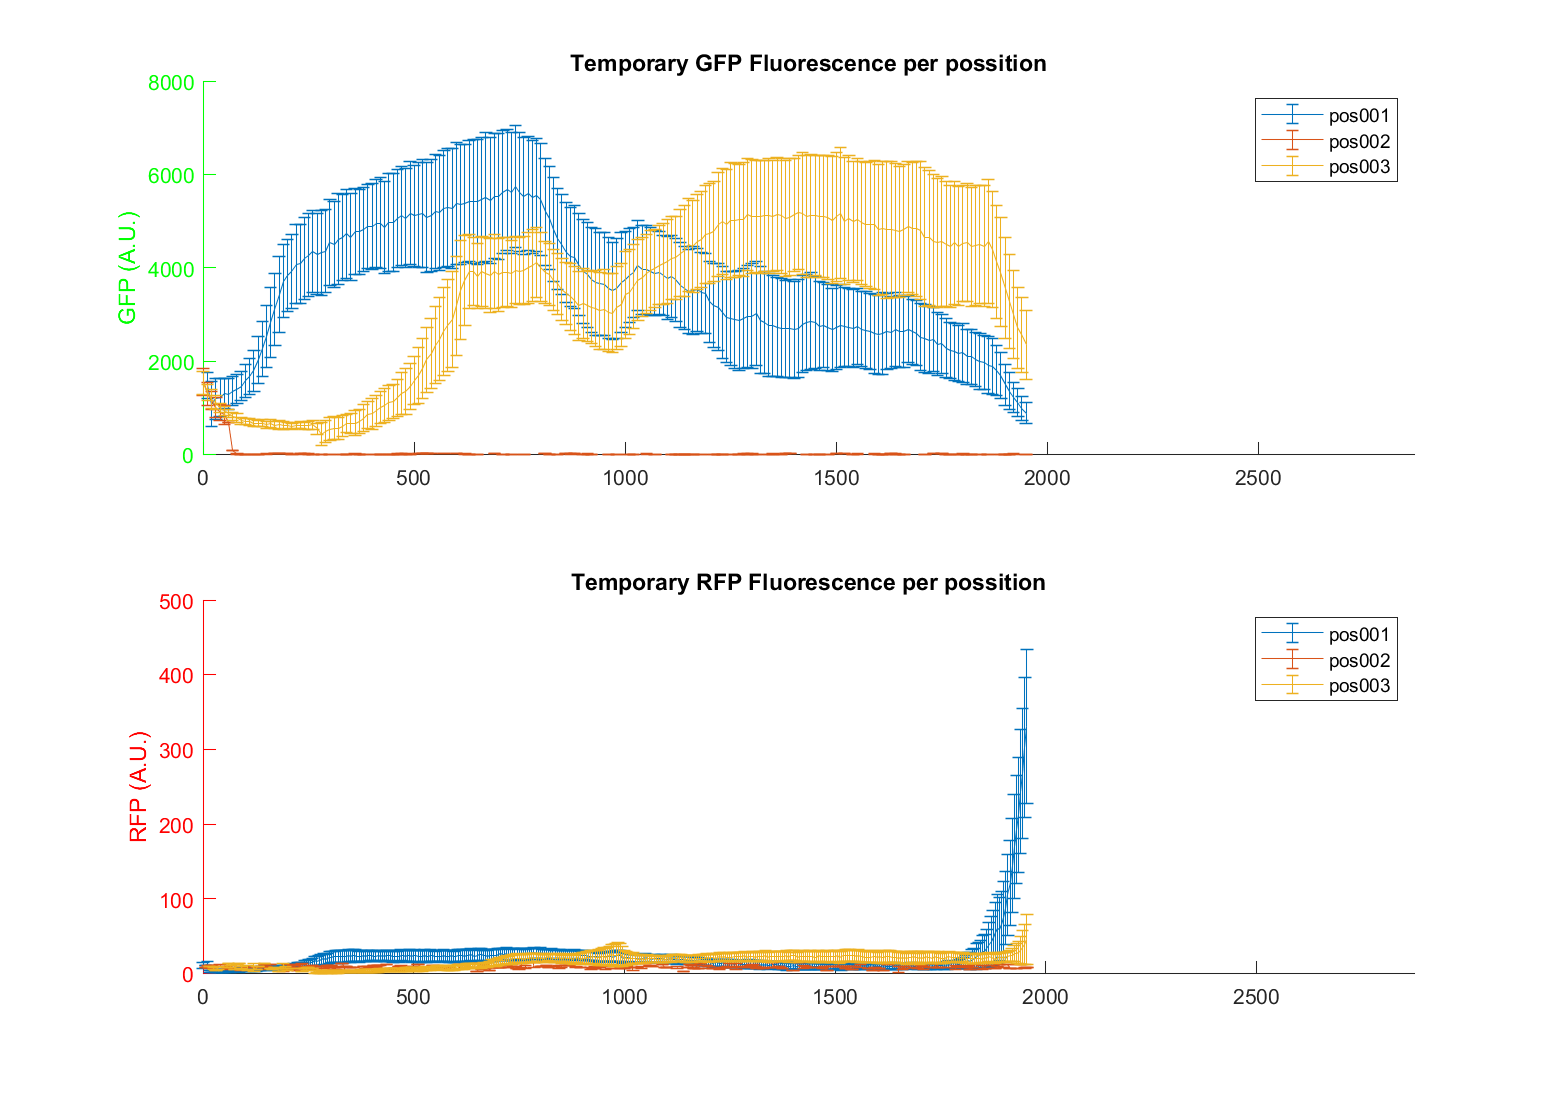 Temporary GFP Fluorescence per possition
GFP (A.U.)
8000
6000
4000
2000
0
0 500 1000 1500 2000 2500
pos001
pos002
pos003
Temporary RFP Fluorescence per possition
RFP (A.U.)
500
400
300
200
100
0
0 500 1000 1500 2000 2500
pos001
pos002
pos003